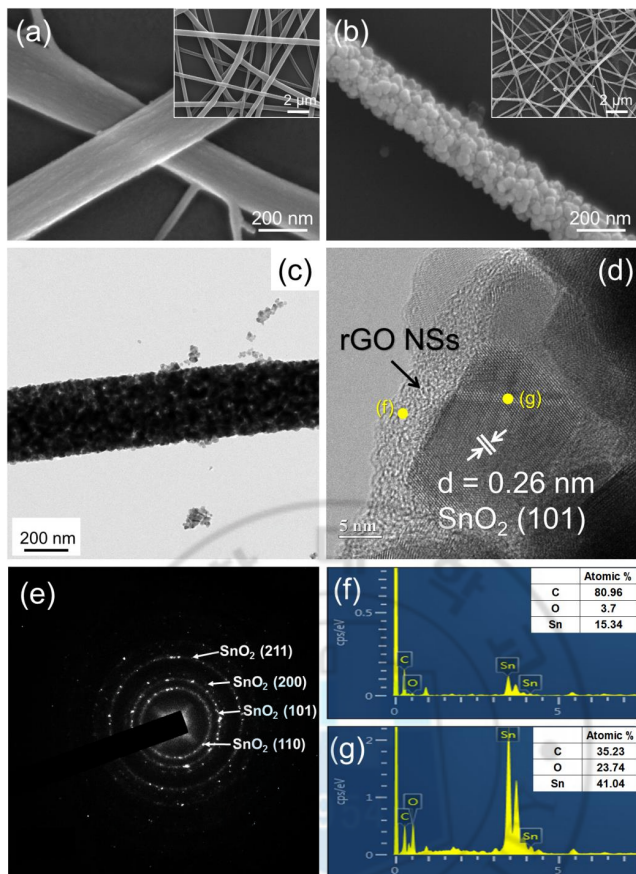 (a)
2 μm
200 nm
(b)
2 μm
200 nm
(c)
200 nm
(d)
rGO NSs
(f)
(g)
d = 0.26 nm
SnO₂ (101)
5 nm
(e)
SnO₂ (211)
SnO₂ (200)
SnO₂ (101)
SnO₂ (110)
(f)
Atomic %
C 80.96
O 3.7
Sn 15.34
cps/eV
0.5
0
C
O
Sn
Sn
0 5
(g)
Atomic %
C 35.23
O 23.74
Sn 41.04
cps/eV
2
1
0
C
O
Sn
Sn
0 5